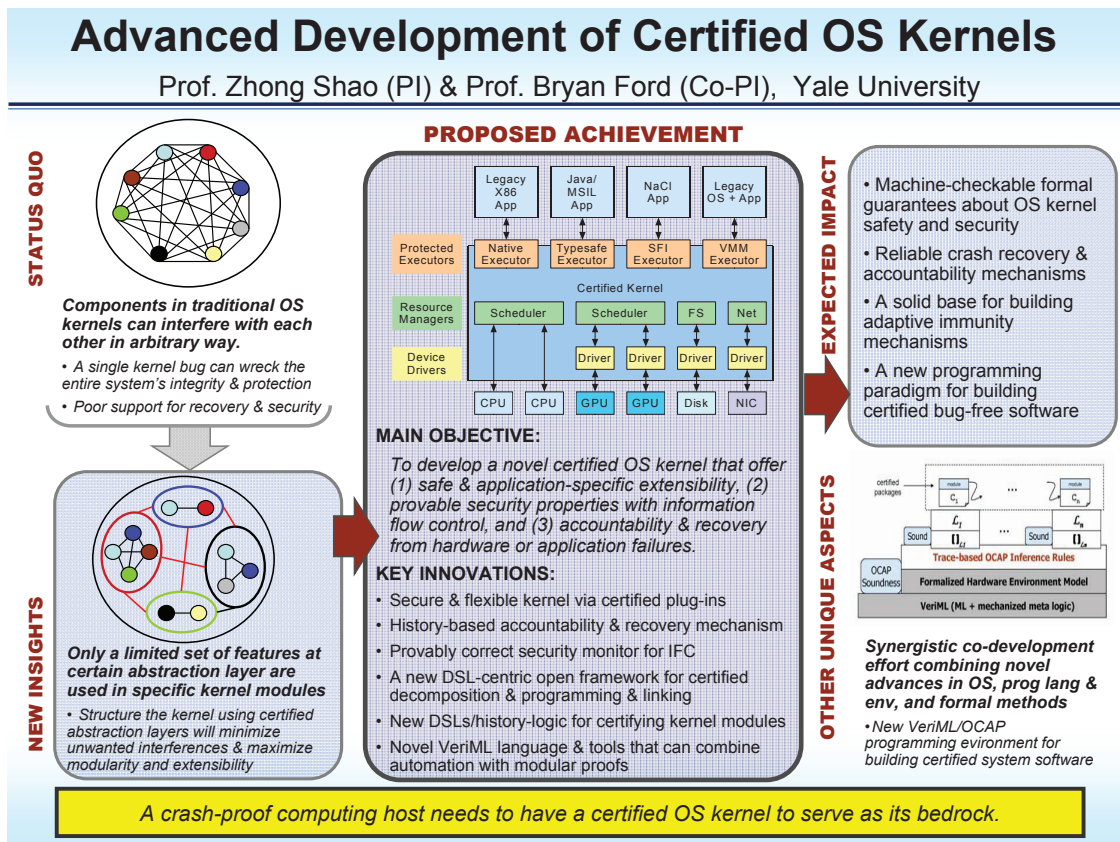 Advanced Development of Certified OS Kernels
Prof. Zhong Shao (PI) & Prof. Bryan Ford (Co-PI), Yale University
STATUS QUO
Components in traditional OS
kernels can interfere with each
other in arbitrary way.
• A single kernel bug can wreck the
entire system's integrity & protection
• Poor support for recovery & security
NEW INSIGHTS
Only a limited set of features at
certain abstraction layer are
used in specific kernel modules
• Structure the kernel using certified
abstraction layers will minimize
unwanted interferences & maximize
modularity and extensibility
PROPOSED ACHIEVEMENT
Legacy
X86
App
Java/
MSIL
App
NaCl
App
Legacy
OS + App
Protected
Executors
Native
Executor
Typesafe
Executor
SFI
Executor
VMM
Executor
Certified Kernel
Resource
Managers
Scheduler
Scheduler
FS
Net
Device
Drivers
Driver
Driver
Driver
Driver
CPU
CPU
GPU
GPU
Disk
NIC
MAIN OBJECTIVE:
To develop a novel certified OS kernel that offer
(1) safe & application-specific extensibility, (2)
provable security properties with information
flow control, and (3) accountability & recovery
from hardware or application failures.
KEY INNOVATIONS:
• Secure & flexible kernel via certified plug-ins
• History-based accountability & recovery mechanism
• Provably correct security monitor for IFC
• A new DSL-centric open framework for certified
decomposition & programming & linking
• New DSLs/history-logic for certifying kernel modules
• Novel VeriML language & tools that can combine
automation with modular proofs
EXPECTED IMPACT
• Machine-checkable formal
guarantees about OS kernel
safety and security
• Reliable crash recovery &
accountability mechanisms
• A solid base for building
adaptive immunity
mechanisms
• A new programming
paradigm for building
certified bug-free software
OTHER UNIQUE ASPECTS
certified
packages
module
C1
...
module
Cn
L1
...
Ln
Sound
[]L1
Sound
[]Ln
Trace-based OCAP Inference Rules
OCAP
Soundness
Formalized Hardware Environment Model
VeriML (ML + mechanized meta logic)
Synergistic co-development
effort combining novel
advances in OS, prog lang &
env, and formal methods
• New VeriML/OCAP
programming evironment for
building certified system software
A crash-proof computing host needs to have a certified OS kernel to serve as its bedrock.